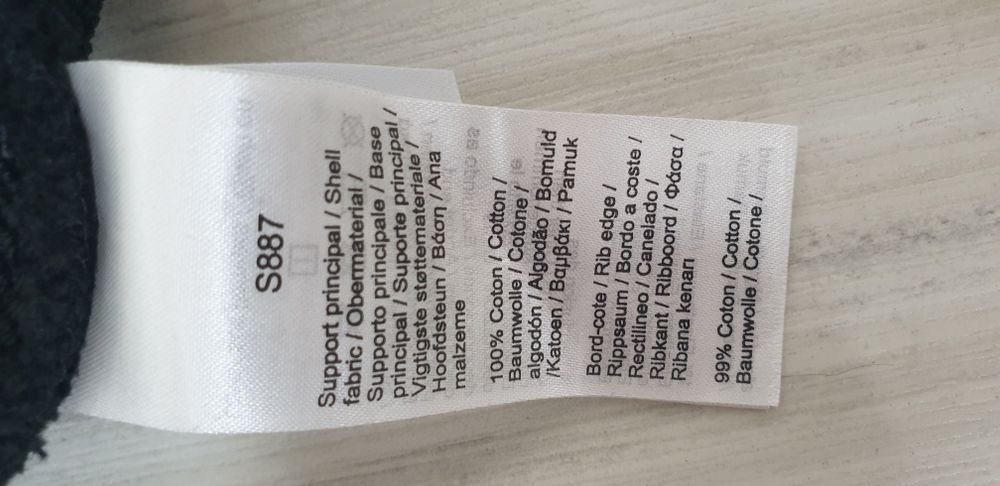 S887
Support principal / Shell
fabric / Obermaterial /
Supporto principale / Base
principal / Suporte principal /
Vigtigste støttemateriale /
Hoofdsteun / Βάση / Ana
malzeme
100% Coton / Cotton /
Baumwolle / Cotone /
algodón / Algodão / Bomuld
/Katoen / Βαμβάκι / Pamuk
Bord-cote / Rib edge /
Rippsaum / Bordo a coste /
Rectilineo / Canelado /
Ribkant / Ribboord / Φάσα /
Ribana kenarı
99% Coton / Cotton /
Baumwolle / Cotone /